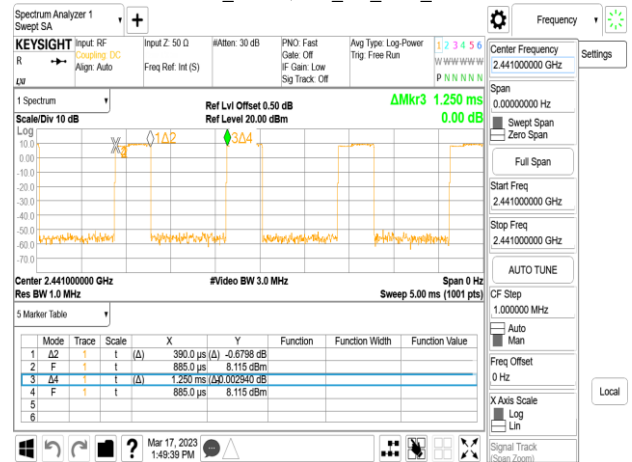 Spectrum Analyzer 1
Swept SA
Frequency
Settings
KEYSIGHT
R
Input: RF
Coupling: DC
Align: Auto
Input Z: 50 Ω
Freq Ref: Int (S)
#Atten: 30 dB
PNO: Fast
Gate: Off
IF Gain: Low
Sig Track: Off
Avg Type: Log-Power
Trig: Free Run
1 2 3 4 5 6
W W W W W W
P N N N N N
1 Spectrum
Scale/Div 10 dB
Ref Lvl Offset 0.50 dB
Ref Level 20.00 dBm
ΔMkr3 1.250 ms
0.00 dB
Log
10.0
0.00
-10.0
-20.0
-30.0
-40.0
-50.0
-60.0
-70.0
1Δ2
3Δ4
Center 2.441000000 GHz
#Video BW 3.0 MHz
Span 0 Hz
Res BW 1.0 MHz
Sweep 5.00 ms (1001 pts)
5 Marker Table
Mode Trace Scale X Y Function Function Width Function Value
1 Δ2 1 t (Δ) 390.0 µs (Δ) -0.6798 dB
2 F 1 t 885.0 µs 8.115 dBm
3 Δ4 1 t (Δ) 1.250 ms (Δ) 0.002940 dB
4 F 1 t 885.0 µs 8.115 dBm
5
6
Mar 17, 2023
1:49:39 PM
Center Frequency
2.441000000 GHz
Span
0.00000000 Hz
Swept Span
Zero Span
Full Span
Start Freq
2.441000000 GHz
Stop Freq
2.441000000 GHz
AUTO TUNE
CF Step
1.000000 MHz
Auto
Man
Freq Offset
0 Hz
X Axis Scale
Log
Lin
Signal Track
(Span Zoom)
Local